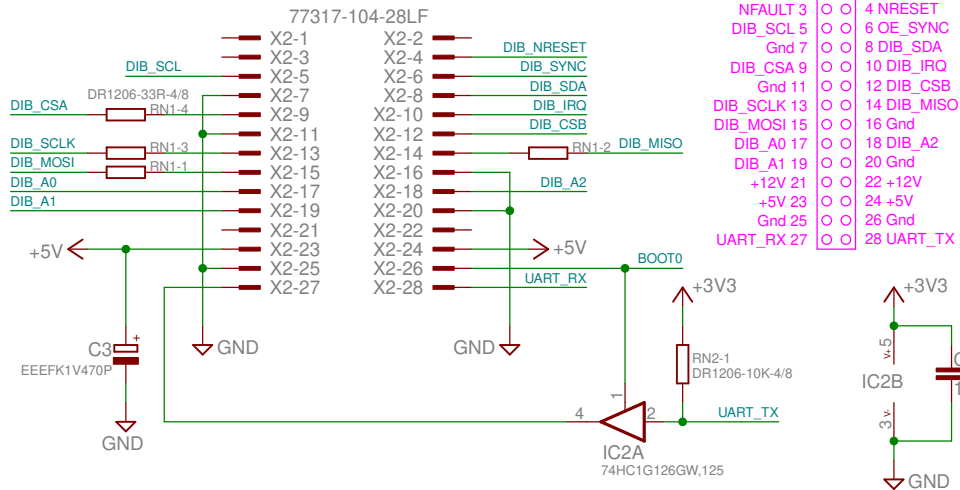 77317-104-28LF
X2-1 X2-2
X2-3 X2-4 DIB_NRESET
DIB_SCL X2-5 X2-6 DIB_SYNC
X2-7 X2-8 DIB_SDA
DR1206-33R-4/8
DIB_CSA RN1-4 X2-9 X2-10 DIB_IRQ
X2-11 X2-12 DIB_CSB
DIB_SCLK RN1-3 X2-13 X2-14 RN1-2 DIB_MISO
DIB_MOSI RN1-1 X2-15 X2-16
DIB_A0 X2-17 X2-18 DIB_A2
DIB_A1 X2-19 X2-20
X2-21 X2-22
+5V X2-23 X2-24 +5V
X2-25 X2-26 BOOT0
X2-27 X2-28 UART_RX
GND GND
C3 +
EEEFK1V470P
GND
+3V3
RN2-1
DR1206-10K-4/8
1
4 2 UART_TX
IC2A
74HC1G126GW,125
NFAULT 3 4 NRESET
DIB_SCL 5 6 OE_SYNC
Gnd 7 8 DIB_SDA
DIB_CSA 9 10 DIB_IRQ
Gnd 11 12 DIB_CSB
DIB_SCLK 13 14 DIB_MISO
DIB_MOSI 15 16 Gnd
DIB_A0 17 18 DIB_A2
DIB_A1 19 20 Gnd
+12V 21 22 +12V
+5V 23 24 +5V
Gnd 25 26 Gnd
UART_RX 27 28 UART_TX
+3V3
V+ 5
IC2B
3 V-
GND